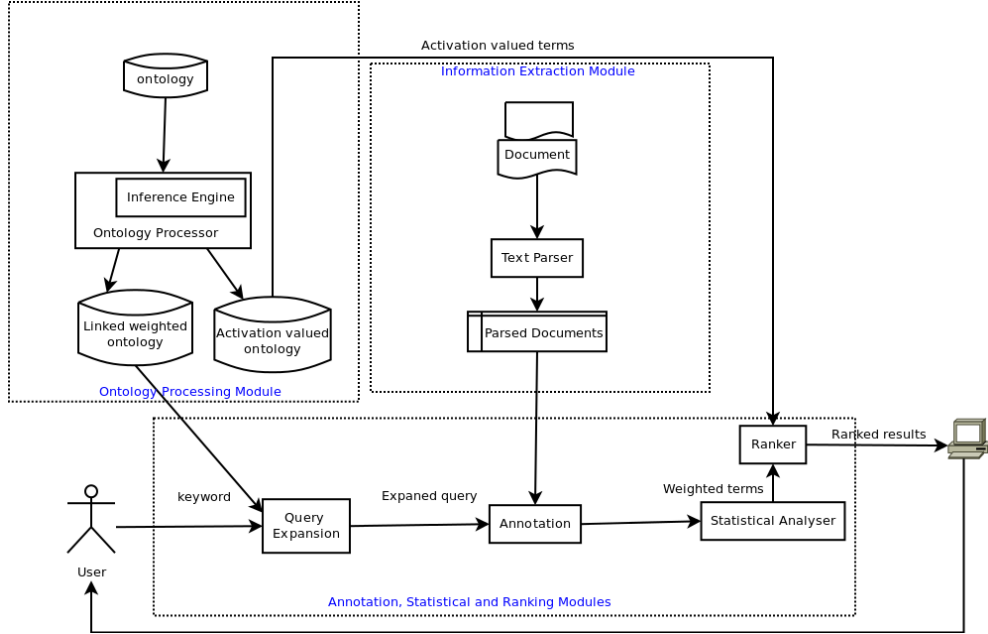 Activation valued terms
Information Extraction Module
ontology
Document
Inference Engine
Ontology Processor
Text Parser
Linked weighted
ontology
Activation valued
ontology
Parsed Documents
Ontology Processing Module
Ranker
Ranked results
keyword
Expaned query
Weighted terms
Query
Expansion
Annotation
Statistical Analyser
User
Annotation, Statistical and Ranking Modules